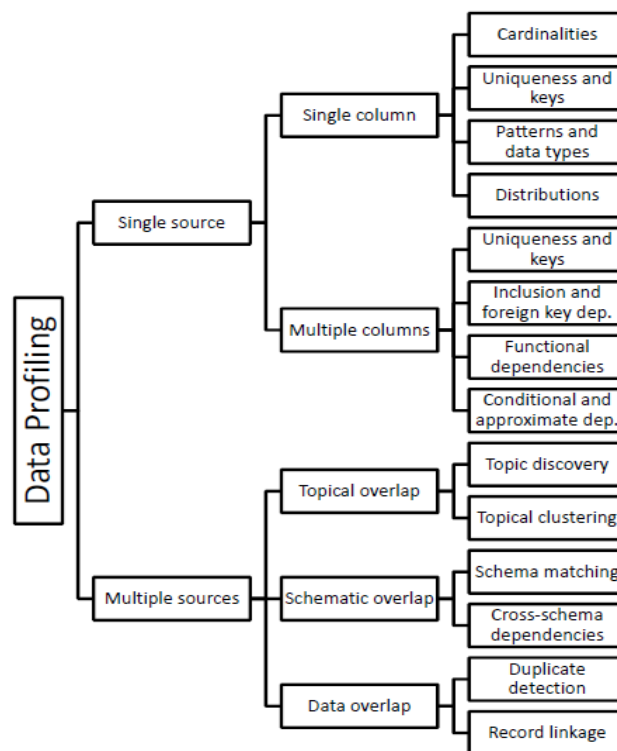 Data Profiling
Single source
Single column
Cardinalities
Uniqueness and
keys
Patterns and
data types
Distributions
Multiple columns
Uniqueness and
keys
Inclusion and
foreign key dep.
Functional
dependencies
Conditional and
approximate dep.
Multiple sources
Topical overlap
Topic discovery
Topical clustering
Schematic overlap
Schema matching
Cross-schema
dependencies
Data overlap
Duplicate
detection
Record linkage